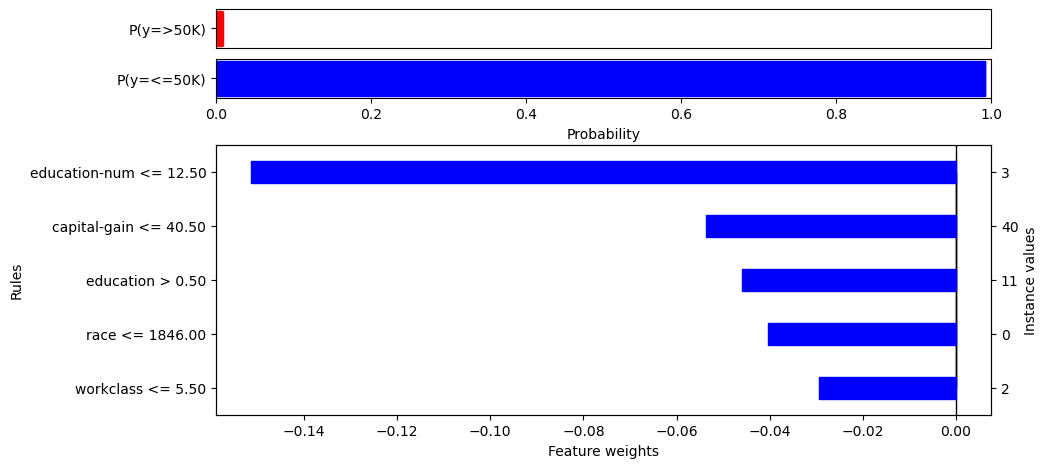 P(y=>50K)
P(y=<=50K)
0.0 0.2 0.4 0.6 0.8 1.0
Probability
education-num <= 12.50 3
capital-gain <= 40.50 40
education > 0.50 11
race <= 1846.00 0
workclass <= 5.50 2
Rules
Instance values
−0.14 −0.12 −0.10 −0.08 −0.06 −0.04 −0.02 0.00
Feature weights